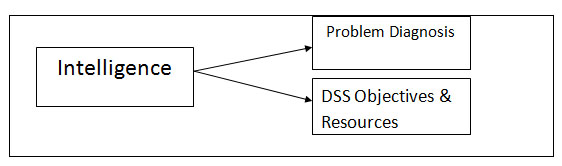 Intelligence
Problem Diagnosis
DSS Objectives &
Resources